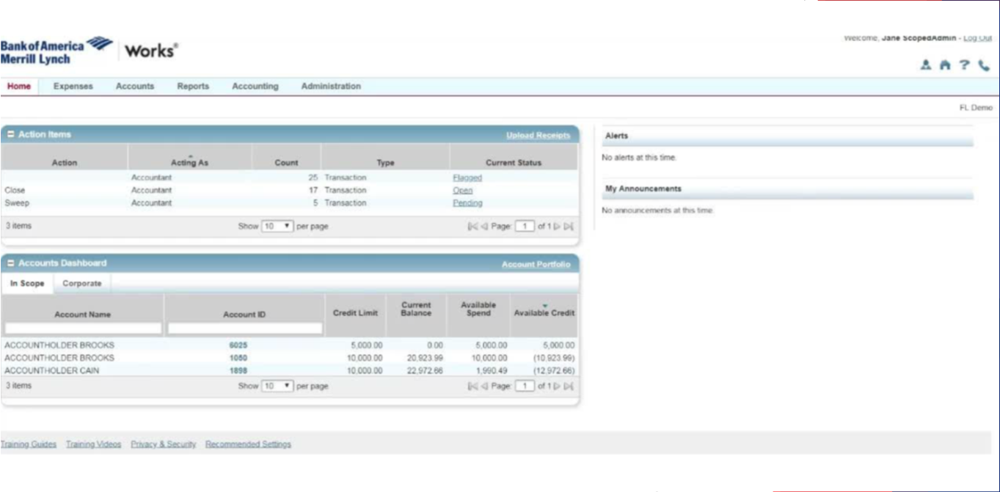 Welcome, Jane ScopedAdmin - Log Out
Bank of America
Merrill Lynch
Works®
Home Expenses Accounts Reports Accounting Administration
FL Demo
Action Items Upload Receipts
Action Acting As Count Type Current Status
Accountant 25 Transaction Flagged
Close Accountant 17 Transaction Open
Sweep Accountant 5 Transaction Pending
3 items Show 10 per page Page: 1 of 1
Alerts
No alerts at this time.
My Announcements
No announcements at this time.
Accounts Dashboard Account Portfolio
In Scope Corporate
Account Name Account ID Credit Limit Current Balance Available Spend Available Credit
ACCOUNTHOLDER BROOKS 6025 5,000.00 0.00 5,000.00 5,000.00
ACCOUNTHOLDER BROOKS 1050 10,000.00 20,923.99 10,000.00 (10,923.99)
ACCOUNTHOLDER CAIN 1898 10,000.00 22,972.66 1,990.49 (12,972.66)
3 items Show 10 per page Page: 1 of 1
Training Guides Training Videos Privacy & Security Recommended Settings